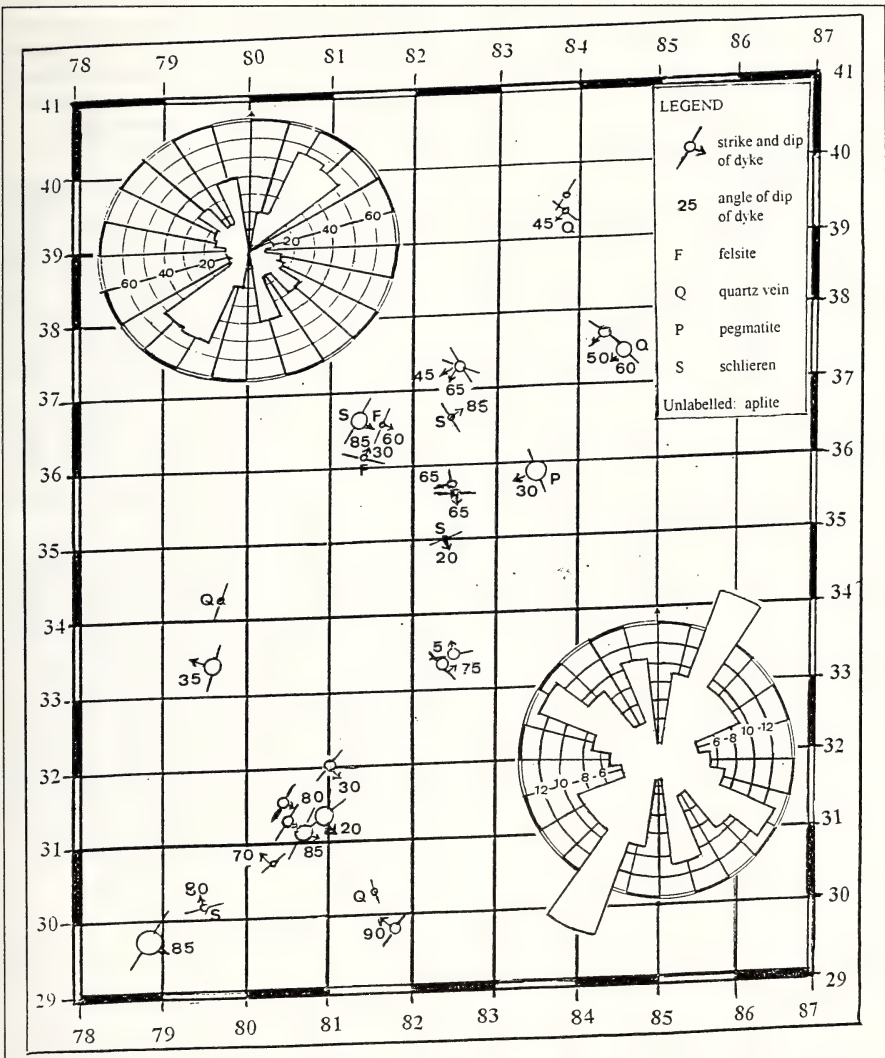 78 79 80 81 82 83 84 85 86 87
41 41
LEGEND
strike and dip
of dyke
25 angle of dip
of dyke
F felsite
Q quartz vein
P pegmatite
S schlieren
Unlabelled: aplite
40 40
39 39
38 38
37 37
36 36
35 35
34 34
33 33
32 32
31 31
30 30
29 29
60 40 20
20 40 60
45
Q
50
60
Q
45
65
S
85
S
F
85
60
30
F
65
65
30
P
S
20
Q
35
5
75
30
80
20
85
70
80
S
Q
90
85
6 -8 10 -12
12 10 -8 -6
78 79 80 81 82 83 84 85 86 87